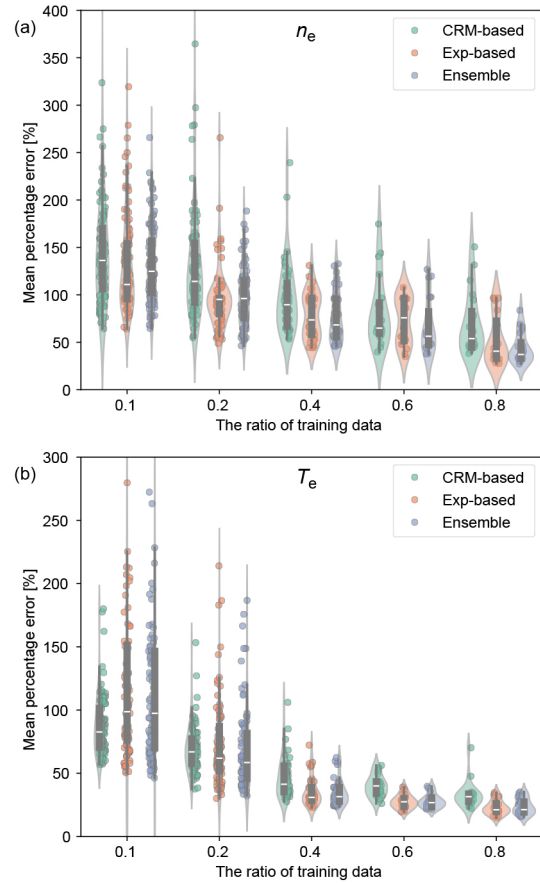 (a)
n_e
CRM-based
Exp-based
Ensemble
Mean percentage error [%]
400
350
300
250
200
150
100
50
0
0.1 0.2 0.4 0.6 0.8
The ratio of training data
(b)
T_e
CRM-based
Exp-based
Ensemble
Mean percentage error [%]
300
250
200
150
100
50
0
0.1 0.2 0.4 0.6 0.8
The ratio of training data